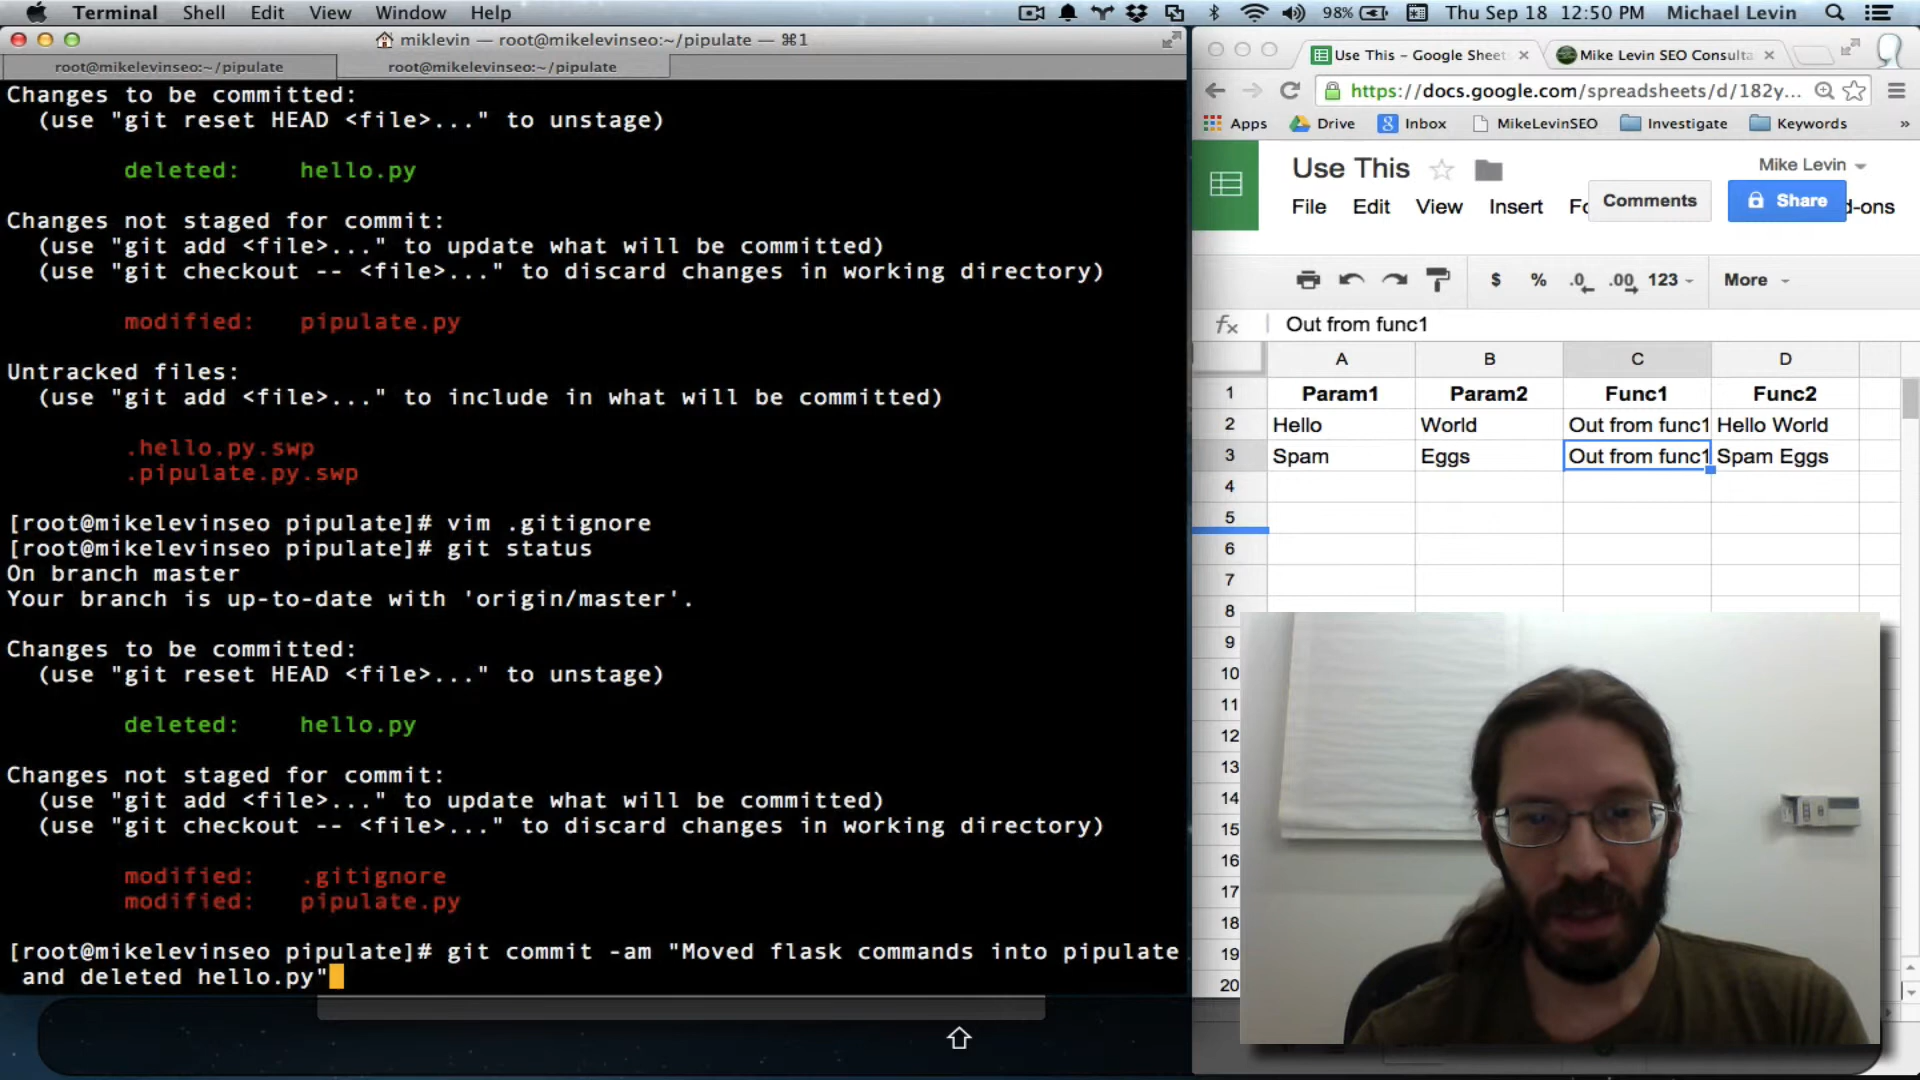 Terminal Shell Edit View Window Help 98% Thu Sep 18 12:50 PM Michael Levin
miklevin — root@mikelevinseo:~/pipulate — ⌘1
root@mikelevinseo:~/pipulate root@mikelevinseo:~/pipulate
Changes to be committed:
(use "git reset HEAD <file>..." to unstage)
deleted: hello.py
Changes not staged for commit:
(use "git add <file>..." to update what will be committed)
(use "git checkout -- <file>..." to discard changes in working directory)
modified: pipulate.py
Untracked files:
(use "git add <file>..." to include in what will be committed)
.hello.py.swp
.pipulate.py.swp
[root@mikelevinseo pipulate]# vim .gitignore
[root@mikelevinseo pipulate]# git status
On branch master
Your branch is up-to-date with 'origin/master'.
Changes to be committed:
(use "git reset HEAD <file>..." to unstage)
deleted: hello.py
Changes not staged for commit:
(use "git add <file>..." to update what will be committed)
(use "git checkout -- <file>..." to discard changes in working directory)
modified: .gitignore
modified: pipulate.py
[root@mikelevinseo pipulate]# git commit -am "Moved flask commands into pipulate
and deleted hello.py"
Use This – Google Sheets Mike Levin SEO Consulta
https://docs.google.com/spreadsheets/d/182y...
Apps Drive Inbox MikeLevinSEO Investigate Keywords »
Use This Mike Levin
File Edit View Insert Fo Comments Share d-ons
$ % .0 .00 123 More
fx Out from func1
A B C D
1 Param1 Param2 Func1 Func2
2 Hello World Out from func1 Hello World
3 Spam Eggs Out from func1 Spam Eggs
4
5
6
7
8
9
10
11
12
13
14
15
16
17
18
19
20